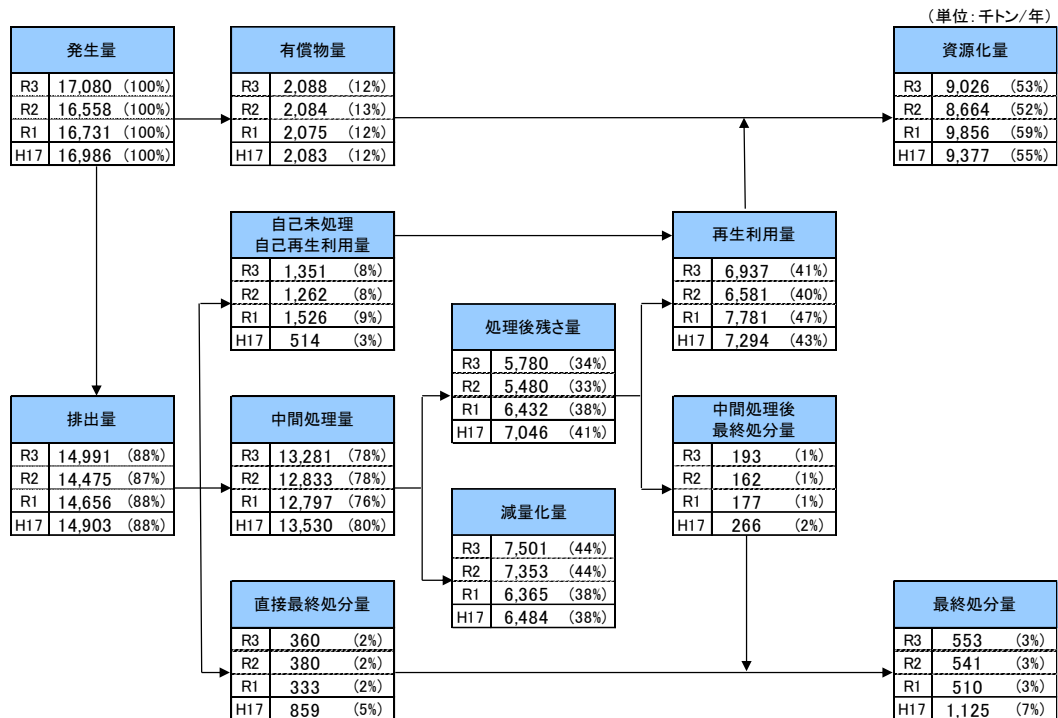 （単位：千トン/年）
発生量
R3 17,080 (100%)
R2 16,558 (100%)
R1 16,731 (100%)
H17 16,986 (100%)
有償物量
R3 2,088 (12%)
R2 2,084 (13%)
R1 2,075 (12%)
H17 2,083 (12%)
資源化量
R3 9,026 (53%)
R2 8,664 (52%)
R1 9,856 (59%)
H17 9,377 (55%)
自己未処理
自己再生利用量
R3 1,351 (8%)
R2 1,262 (8%)
R1 1,526 (9%)
H17 514 (3%)
再生利用量
R3 6,937 (41%)
R2 6,581 (40%)
R1 7,781 (47%)
H17 7,294 (43%)
処理後残さ量
R3 5,780 (34%)
R2 5,480 (33%)
R1 6,432 (38%)
H17 7,046 (41%)
排出量
R3 14,991 (88%)
R2 14,475 (87%)
R1 14,656 (88%)
H17 14,903 (88%)
中間処理量
R3 13,281 (78%)
R2 12,833 (78%)
R1 12,797 (76%)
H17 13,530 (80%)
中間処理後
最終処分量
R3 193 (1%)
R2 162 (1%)
R1 177 (1%)
H17 266 (2%)
減量化量
R3 7,501 (44%)
R2 7,353 (44%)
R1 6,365 (38%)
H17 6,484 (38%)
直接最終処分量
R3 360 (2%)
R2 380 (2%)
R1 333 (2%)
H17 859 (5%)
最終処分量
R3 553 (3%)
R2 541 (3%)
R1 510 (3%)
H17 1,125 (7%)